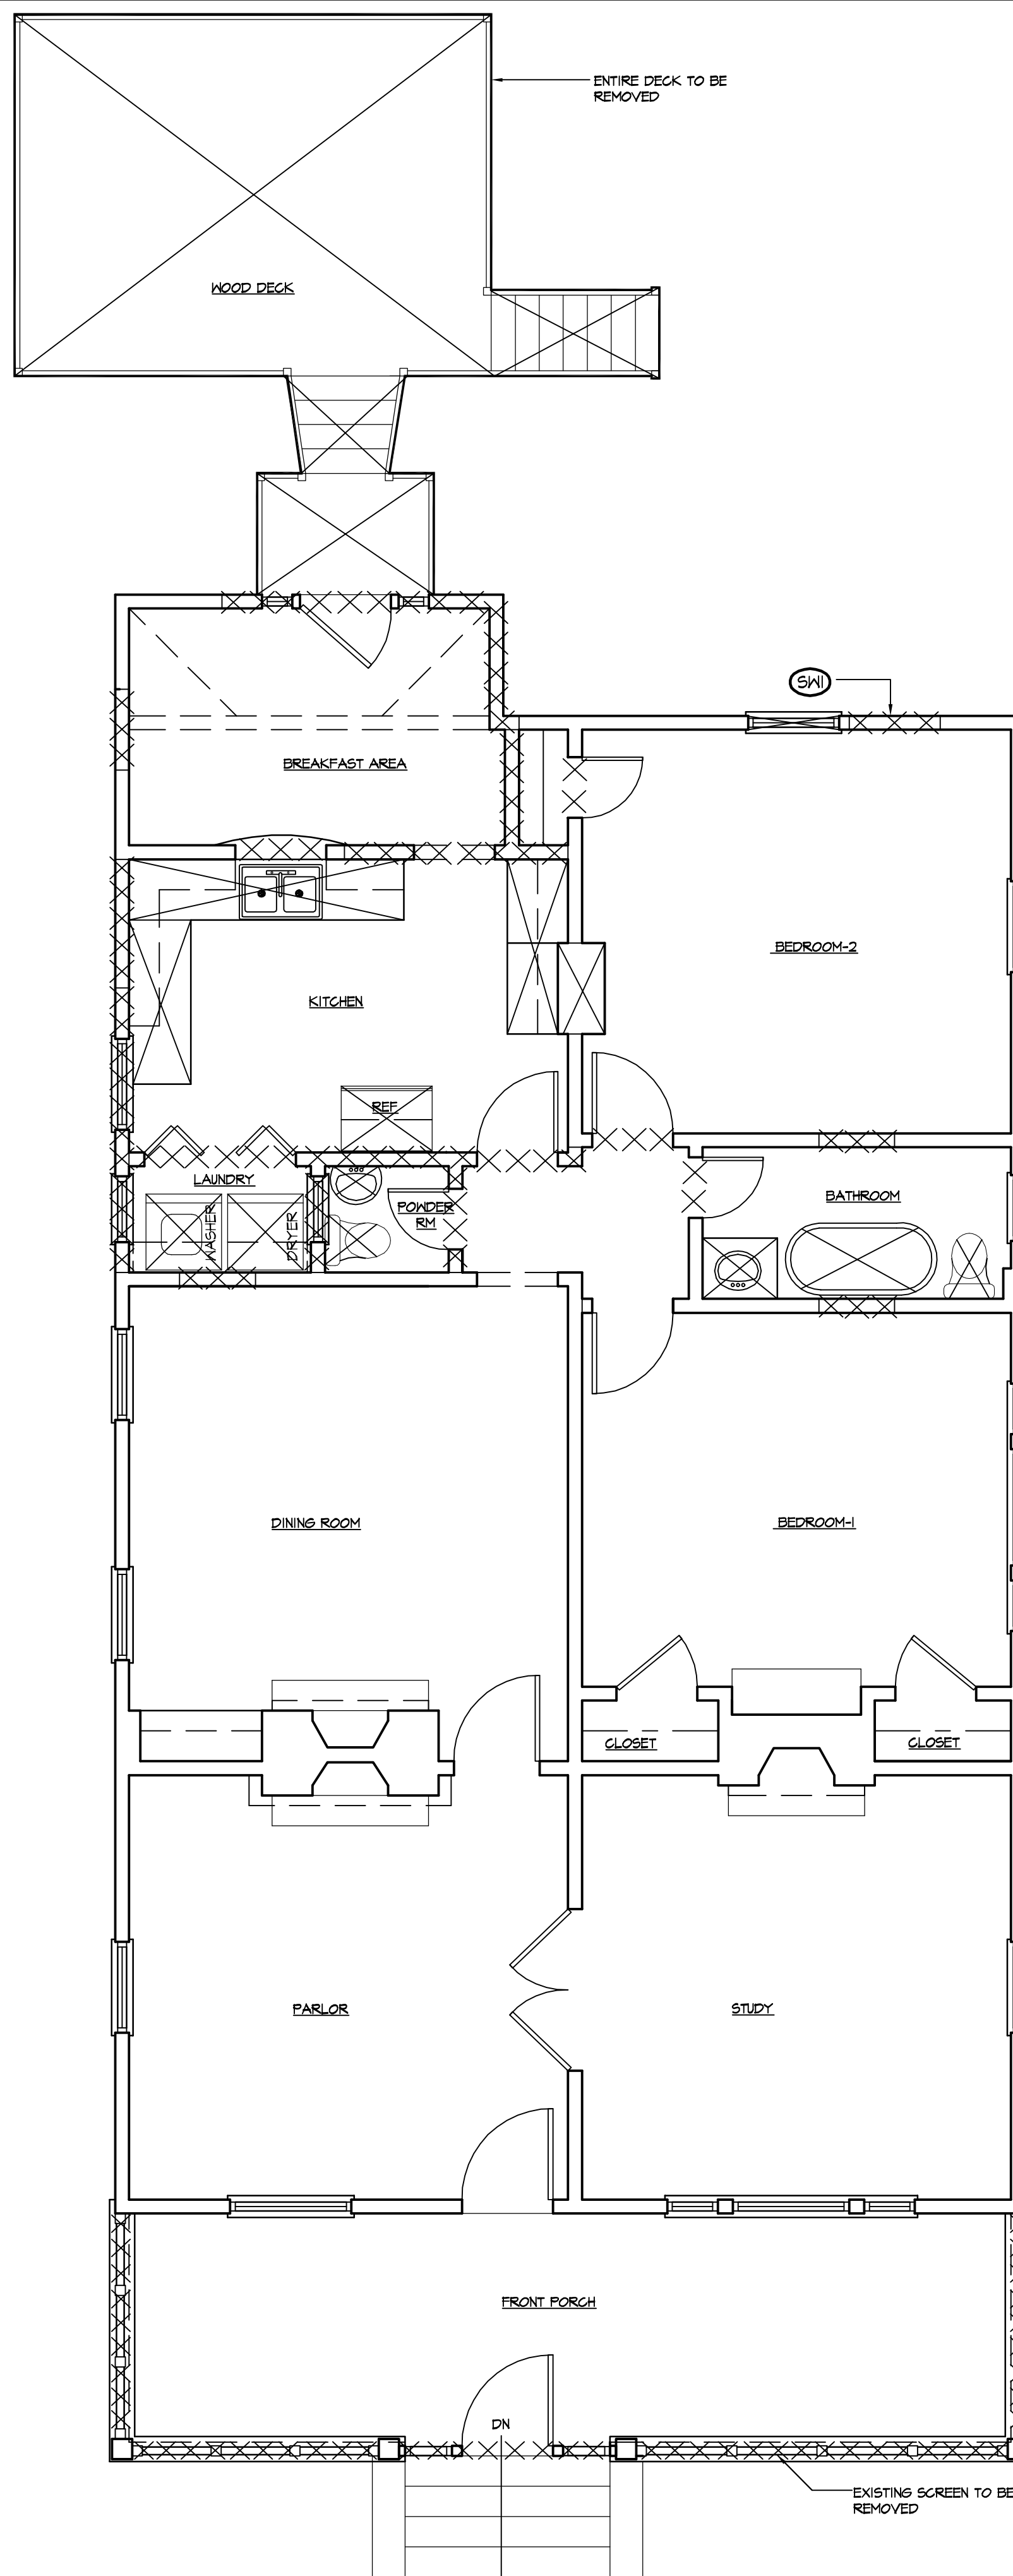 ENTIRE DECK TO BE
REMOVED
WOOD DECK
SW1
BREAKFAST AREA
BEDROOM-2
KITCHEN
REF
LAUNDRY
POWDER
RM
BATHROOM
WASHER
DRYER
DINING ROOM
BEDROOM-1
CLOSET
CLOSET
PARLOR
STUDY
FRONT PORCH
DN
EXISTING SCREEN TO BE
REMOVED